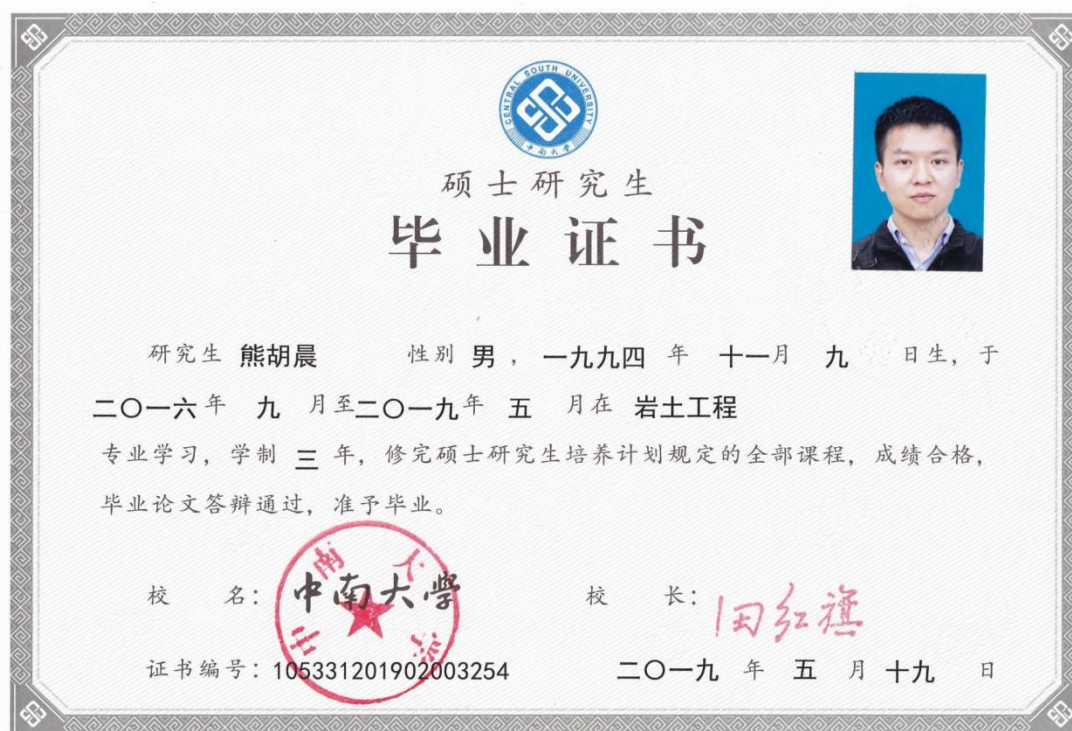 CENTRAL SOUTH UNIVERSITY
中南大学
硕士研究生
毕业证书
研究生 熊胡晨 性别 男 ， 一九九四 年 十一月 九 日生，于
二〇一六年 九 月至二〇一九年 五 月在 岩土工程
专业学习，学制 三 年，修完硕士研究生培养计划规定的全部课程，成绩合格，
毕业论文答辩通过，准予毕业。
中南大学
校 名：中南大学 校 长：田红旗
证书编号：105331201902003254 二〇一九 年 五 月 十九 日